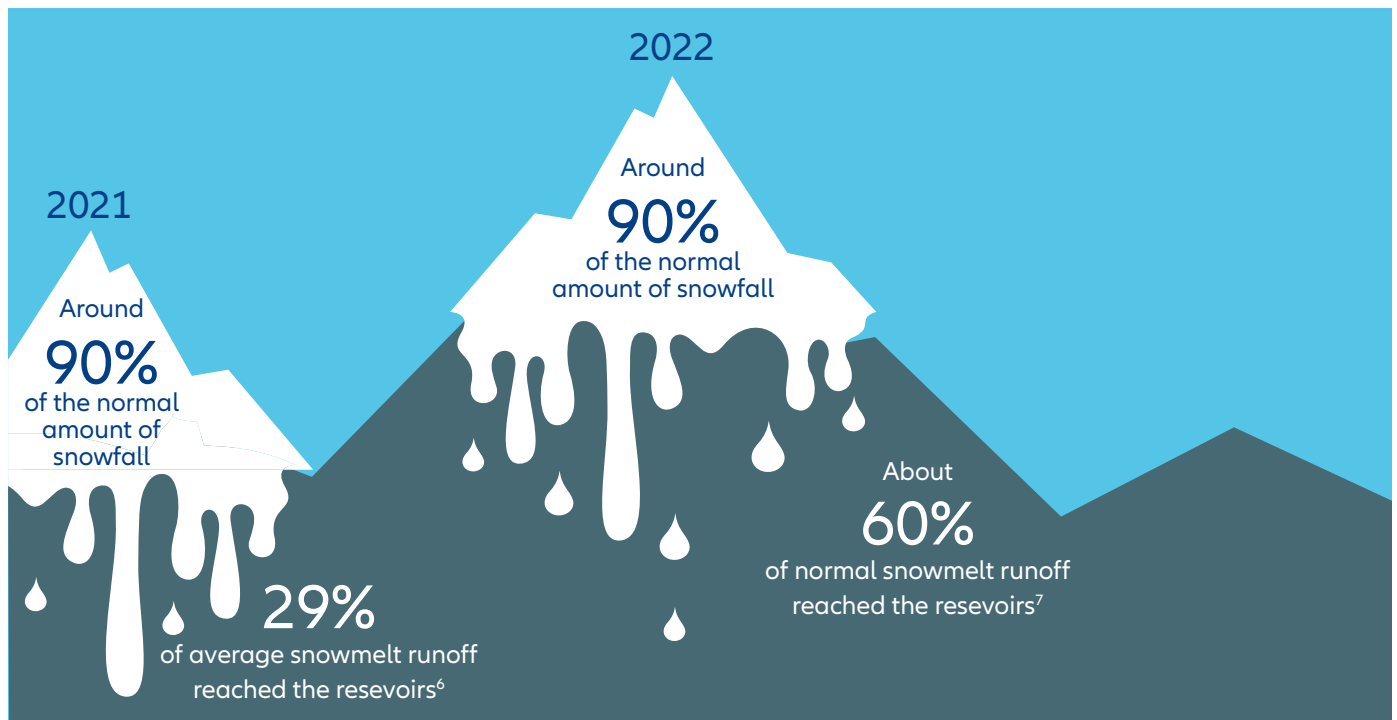 2021
Around
90%
of the normal
amount of
snowfall
29%
of average snowmelt runoff
reached the resevoirs⁶
2022
Around
90%
of the normal
amount of snowfall
About
60%
of normal snowmelt runoff
reached the resevoirs⁷